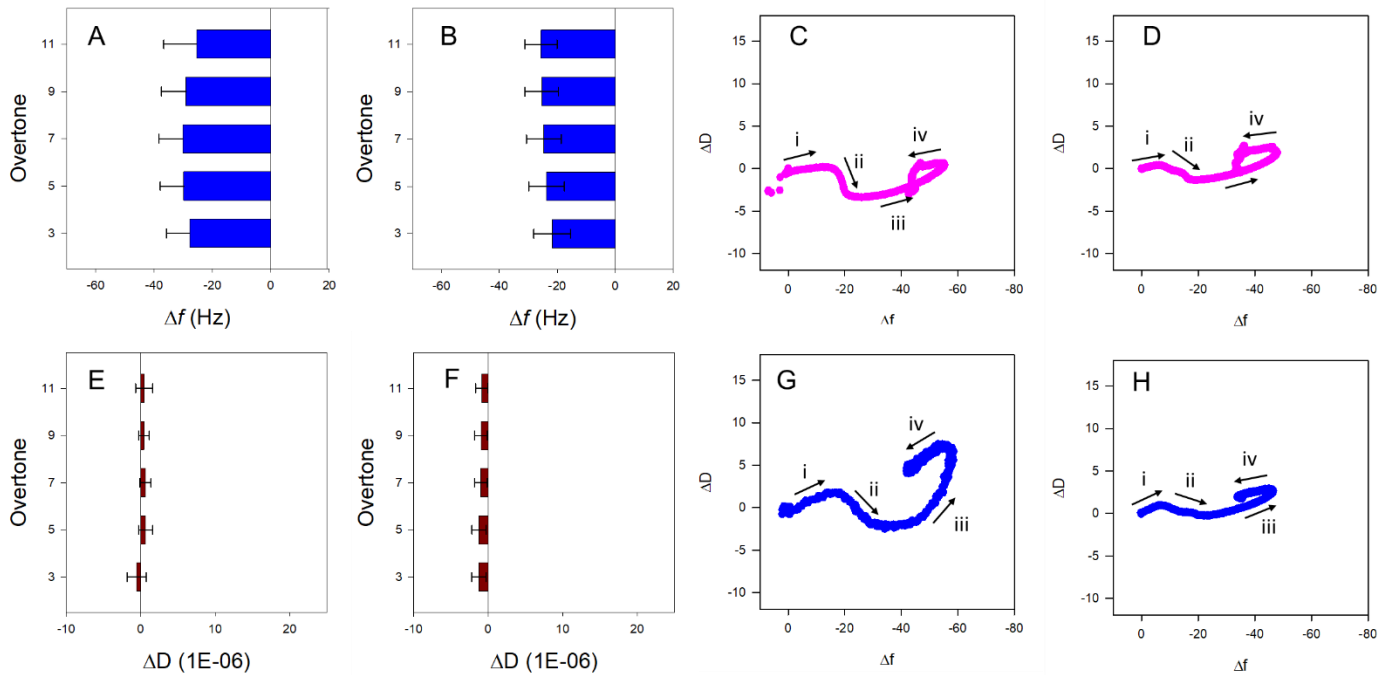 A
Overtone
11
9
7
5
3
-60 -40 -20 0 20
Δf (Hz)
B
Overtone
11
9
7
5
3
-60 -40 -20 0 20
Δf (Hz)
C
ΔD
15
10
5
0
-5
-10
i ii iii iv
0 -20 -40 -60 -80
Δf
D
ΔD
15
10
5
0
-5
-10
i ii iv
0 -20 -40 -60 -80
Δf
E
Overtone
11
9
7
5
3
-10 0 10 20
ΔD (1E-06)
F
Overtone
11
9
7
5
3
-10 0 10 20
ΔD (1E-06)
G
ΔD
15
10
5
0
-5
-10
i ii iii iv
0 -20 -40 -60 -80
Δf
H
ΔD
15
10
5
0
-5
-10
i ii iii iv
0 -20 -40 -60 -80
Δf